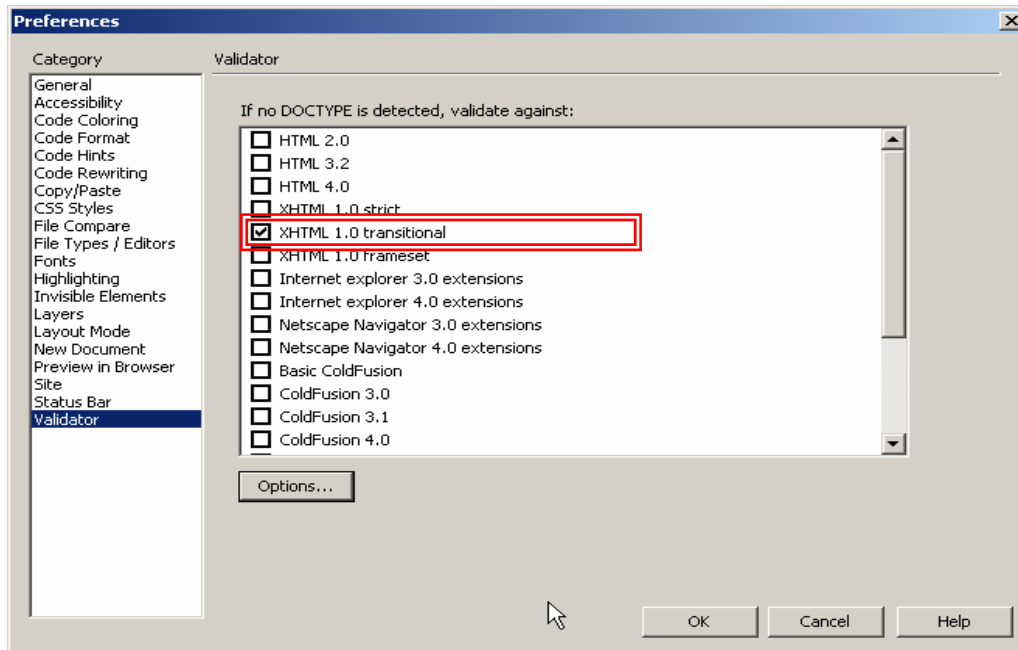 Preferences
Category
Validator
General
Accessibility
Code Coloring
Code Format
Code Hints
Code Rewriting
Copy/Paste
CSS Styles
File Compare
File Types / Editors
Fonts
Highlighting
Invisible Elements
Layers
Layout Mode
New Document
Preview in Browser
Site
Status Bar
Validator
If no DOCTYPE is detected, validate against:
HTML 2.0
HTML 3.2
HTML 4.0
XHTML 1.0 strict
XHTML 1.0 transitional
XHTML 1.0 frameset
Internet explorer 3.0 extensions
Internet explorer 4.0 extensions
Netscape Navigator 3.0 extensions
Netscape Navigator 4.0 extensions
Basic ColdFusion
ColdFusion 3.0
ColdFusion 3.1
ColdFusion 4.0
Options...
OK
Cancel
Help